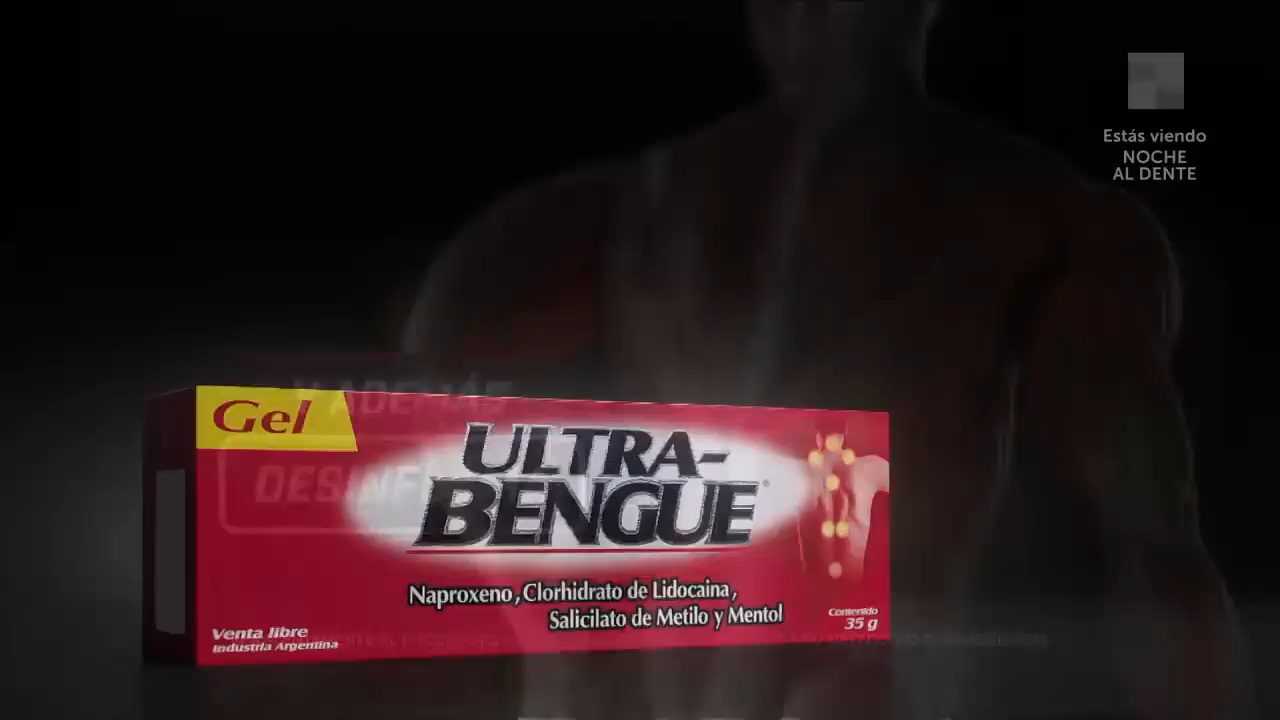 Estás viendo
NOCHE
AL DENTE
Y ADEMÁS
Gel
ULTRA-
BENGUE®
Naproxeno, Clorhidrato de Lidocaina,
Salicilato de Metilo y Mentol
Contenido
35 g
Venta libre
Industria Argentina